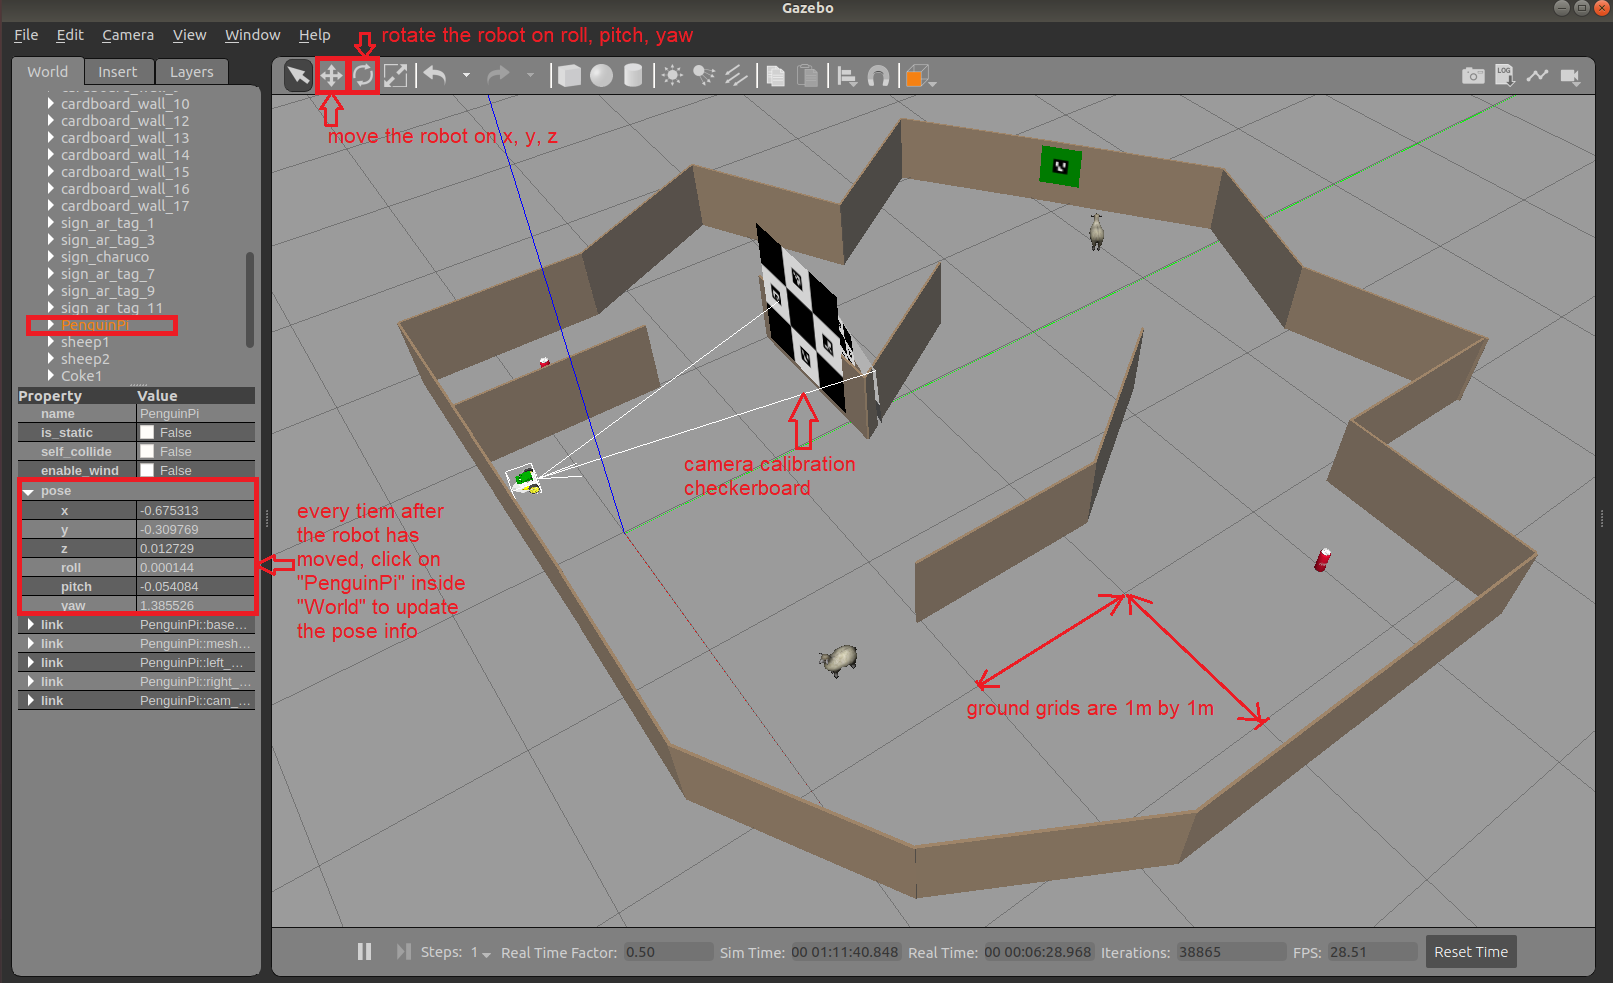 Gazebo
File Edit Camera View Window Help
rotate the robot on roll, pitch, yaw
World Insert Layers
LOG
move the robot on x, y, z
cardboard_wall_10
cardboard_wall_12
cardboard_wall_13
cardboard_wall_14
cardboard_wall_15
cardboard_wall_16
cardboard_wall_17
sign_ar_tag_1
sign_ar_tag_3
sign_charuco
sign_ar_tag_7
sign_ar_tag_9
sign_ar_tag_11
PenguinPi
sheep1
sheep2
Coke1
Property Value
name PenguinPi
is_static False
self_collide False
enable_wind False
pose
x -0.675313
y -0.309769
z 0.012729
roll 0.000144
pitch -0.054084
yaw 1.385526
link PenguinPi::base...
link PenguinPi::mesh...
link PenguinPi::left_...
link PenguinPi::right_...
link PenguinPi::cam_...
every tiem after
the robot has
moved, click on
"PenguinPi" inside
"World" to update
the pose info
camera calibration
checkerboard
ground grids are 1m by 1m
Steps: 1 Real Time Factor: 0.50 Sim Time: 00 01:11:40.848 Real Time: 00 00:06:28.968 Iterations: 38865 FPS: 28.51 Reset Time